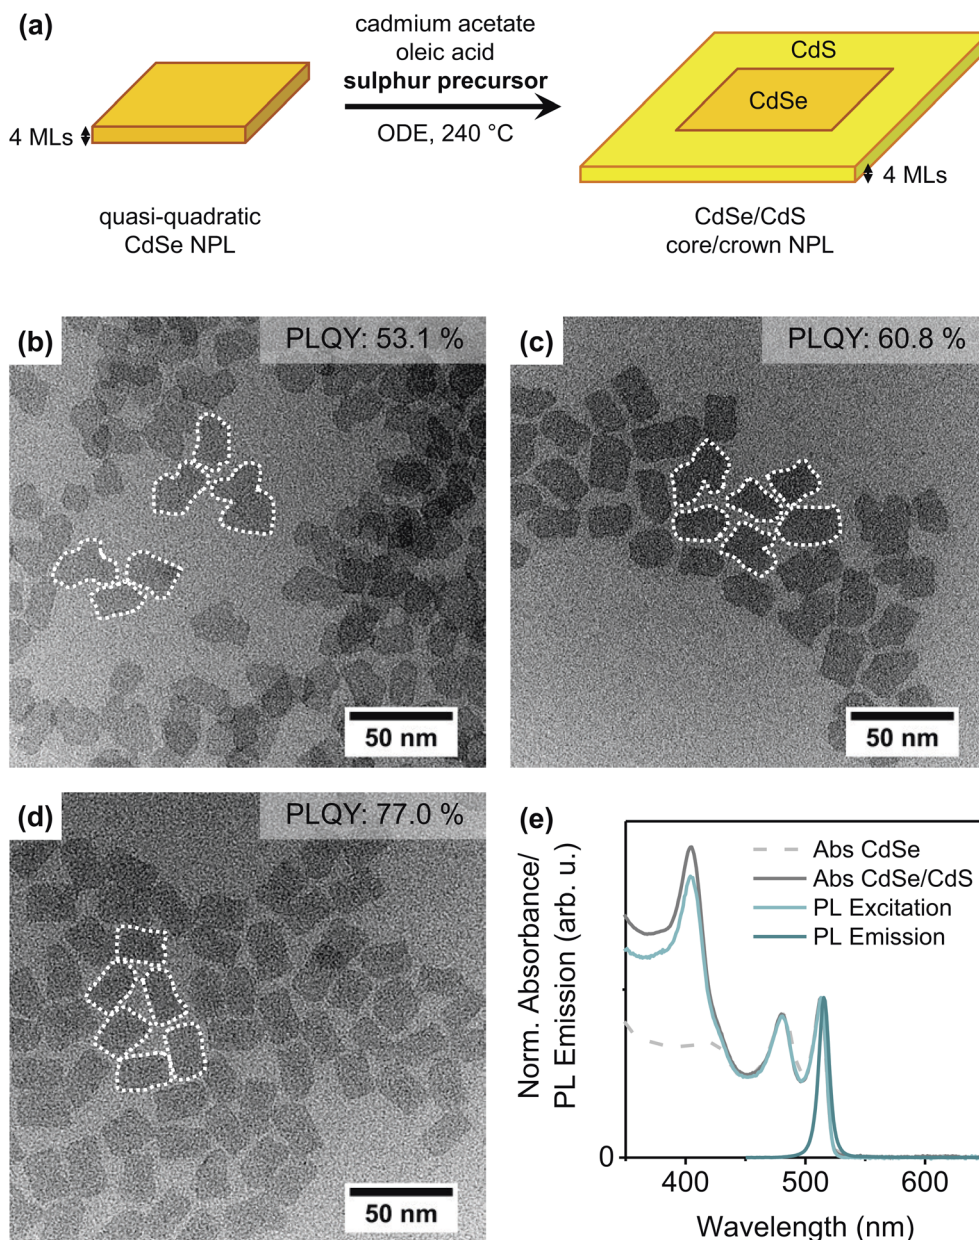 (a)
cadmium acetate
oleic acid
sulphur precursor
ODE, 240 °C
4 MLs
quasi-quadratic
CdSe NPL
CdS
CdSe
4 MLs
CdSe/CdS
core/crown NPL
(b)
PLQY: 53.1 %
50 nm
(c)
PLQY: 60.8 %
50 nm
(d)
PLQY: 77.0 %
50 nm
(e)
Abs CdSe
Abs CdSe/CdS
PL Excitation
PL Emission
Norm. Absorbance/
PL Emission (arb. u.)
0
400 500 600
Wavelength (nm)